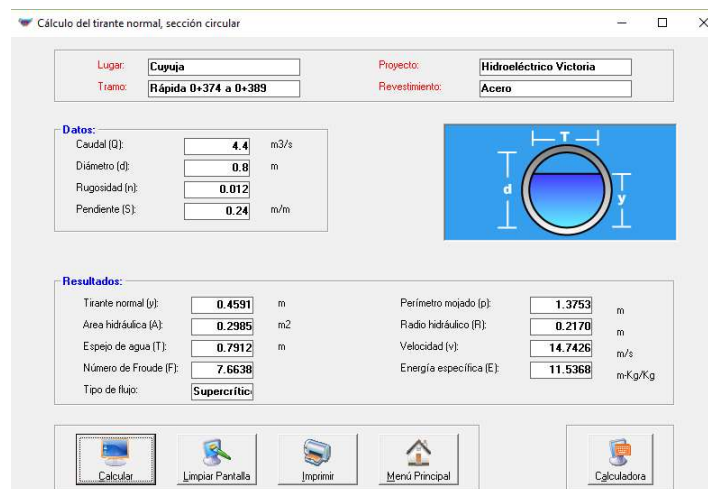 Cálculo del tirante normal, sección circular
Lugar: Cuyuja Proyecto: Hidroeléctrico Victoria
Tramo: Rápida 0+374 a 0+389 Revestimiento: Acero
Datos:
Caudal (Q): 4.4 m3/s
Diámetro (d): 0.8 m
Rugosidad (n): 0.012
Pendiente (S): 0.24 m/m
T
d
y
Resultados:
Tirante normal (y): 0.4591 m Perímetro mojado (p): 1.3753 m
Area hidráulica (A): 0.2985 m2 Radio hidráulico (R): 0.2170 m
Espejo de agua (T): 0.7912 m Velocidad (v): 14.7426 m/s
Número de Froude (F): 7.6638 Energía específica (E): 11.5368 m-Kg/Kg
Tipo de flujo: Supercrític
Calcular Limpiar Pantalla Imprimir Menú Principal Calculadora